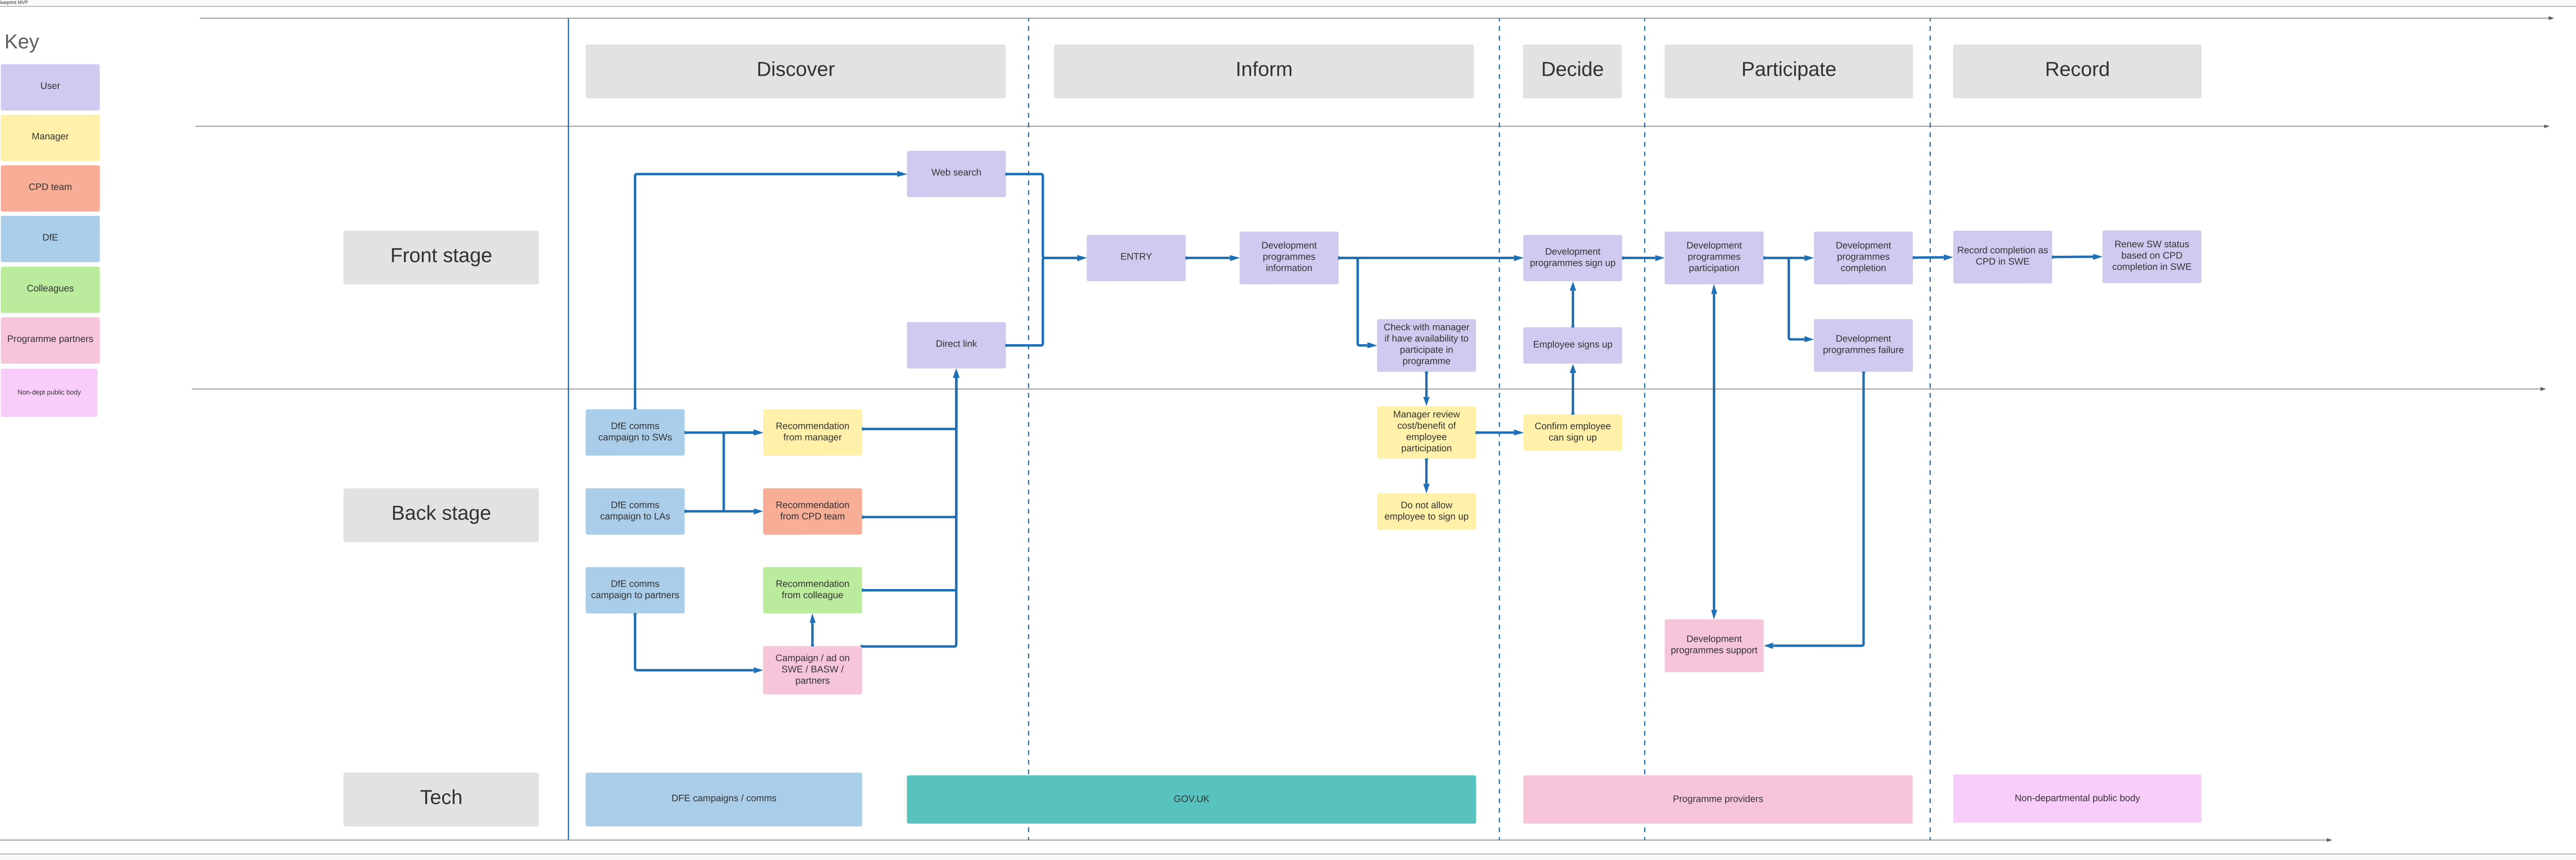 ueprint MVP
Key
User
Manager
CPD team
DfE
Colleagues
Programme partners
Non-dept public body
Discover
Inform
Decide
Participate
Record
Front stage
Web search
Direct link
ENTRY
Development
programmes
information
Check with manager
if have availability to
participate in
programme
Development
programmes sign up
Employee signs up
Development
programmes
participation
Development
programmes
completion
Development
programmes failure
Record completion as
CPD in SWE
Renew SW status
based on CPD
completion in SWE
Back stage
DfE comms
campaign to SWs
Recommendation
from manager
DfE comms
campaign to LAs
Recommendation
from CPD team
DfE comms
campaign to partners
Recommendation
from colleague
Campaign / ad on
SWE / BASW /
partners
Manager review
cost/benefit of
employee
participation
Do not allow
employee to sign up
Confirm employee
can sign up
Development
programmes support
Tech
DFE campaigns / comms
GOV.UK
Programme providers
Non-departmental public body